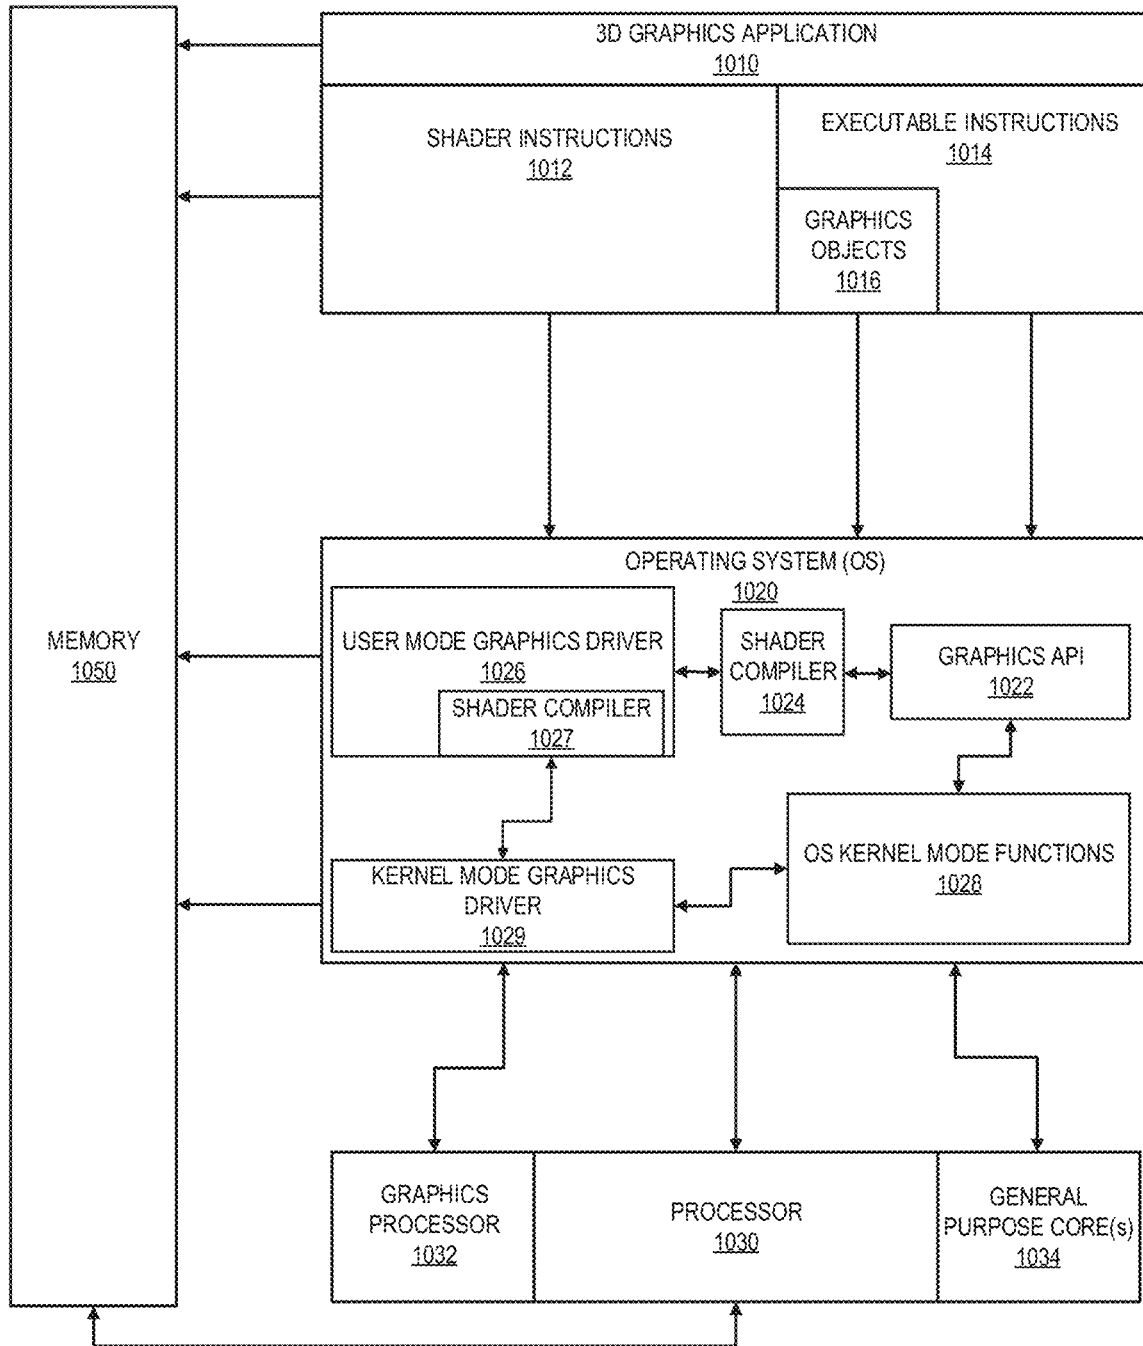 3D GRAPHICS APPLICATION
1010
SHADER INSTRUCTIONS
1012
EXECUTABLE INSTRUCTIONS
1014
GRAPHICS
OBJECTS
1016
MEMORY
1050
OPERATING SYSTEM (OS)
1020
USER MODE GRAPHICS DRIVER
1026
SHADER COMPILER
1027
SHADER
COMPILER
1024
GRAPHICS API
1022
KERNEL MODE GRAPHICS
DRIVER
1029
OS KERNEL MODE FUNCTIONS
1028
GRAPHICS
PROCESSOR
1032
PROCESSOR
1030
GENERAL
PURPOSE CORE(s)
1034